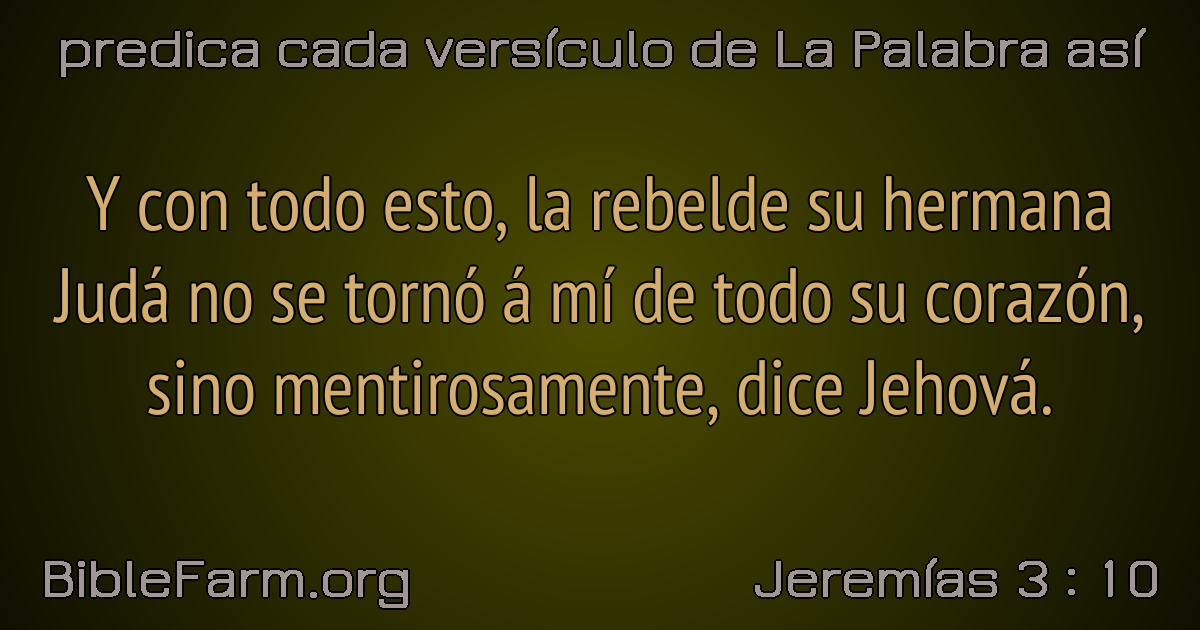 predica cada versículo de La Palabra así
Y con todo esto, la rebelde su hermana
Judá no se tornó á mí de todo su corazón,
sino mentirosamente, dice Jehová.
BibleFarm.org
Jeremías 3 : 10